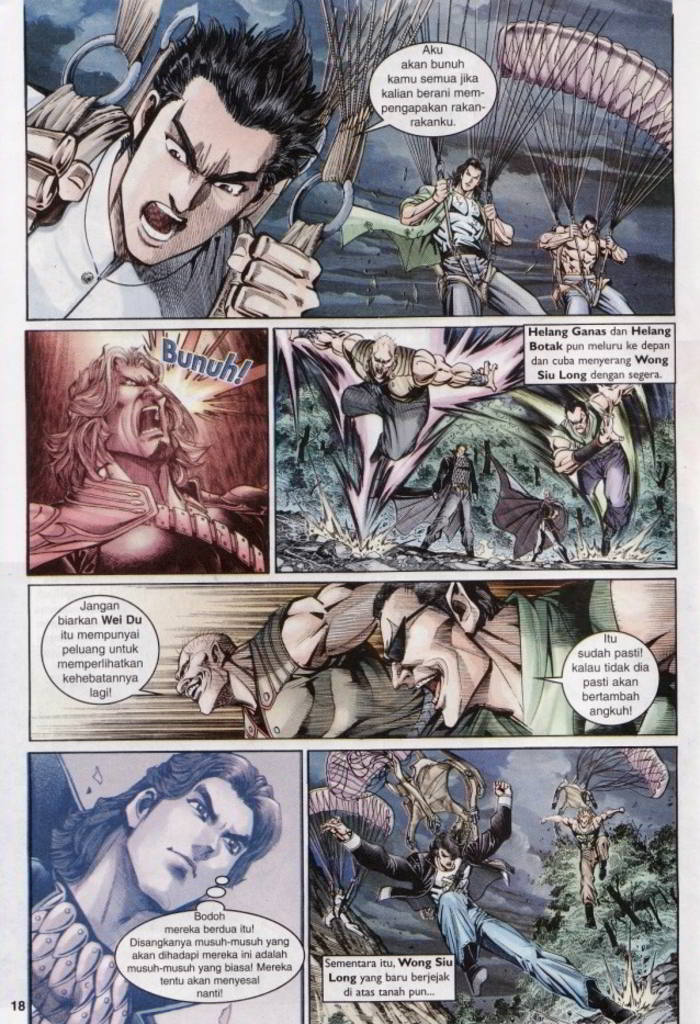 Aku
akan bunuh
kamu semua jika
kalian berani mem-
pengapakan rakan-
rakanku.
Bunuh!
Helang Ganas dan Helang
Botak pun meluru ke depan
dan cuba menyerang Wong
Siu Long dengan segera.
Jangan
biarkan Wei Du
itu mempunyai
peluang untuk
memperlihatkan
kehebatannya
lagi!
Itu
sudah pasti!
kalau tidak dia
pasti akan
bertambah
angkuh!
Bodoh
mereka berdua itu!
Disangkanya musuh-musuh yang
akan dihadapi mereka ini adalah
musuh-musuh yang biasa! Mereka
tentu akan menyesal
nanti!
Sementara itu, Wong Siu
Long yang baru berjejak
di atas tanah pun...
18